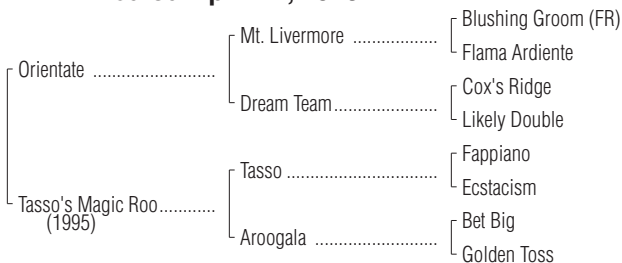 Blushing Groom (FR)
Mt. Livermore ....................
Flama Ardiente
Orientate ............................
Cox's Ridge
Dream Team........................
Likely Double
Fappiano
Tasso ...................................
Ecstacism
Tasso's Magic Roo.............
(1995)
Bet Big
Aroogala .............................
Golden Toss